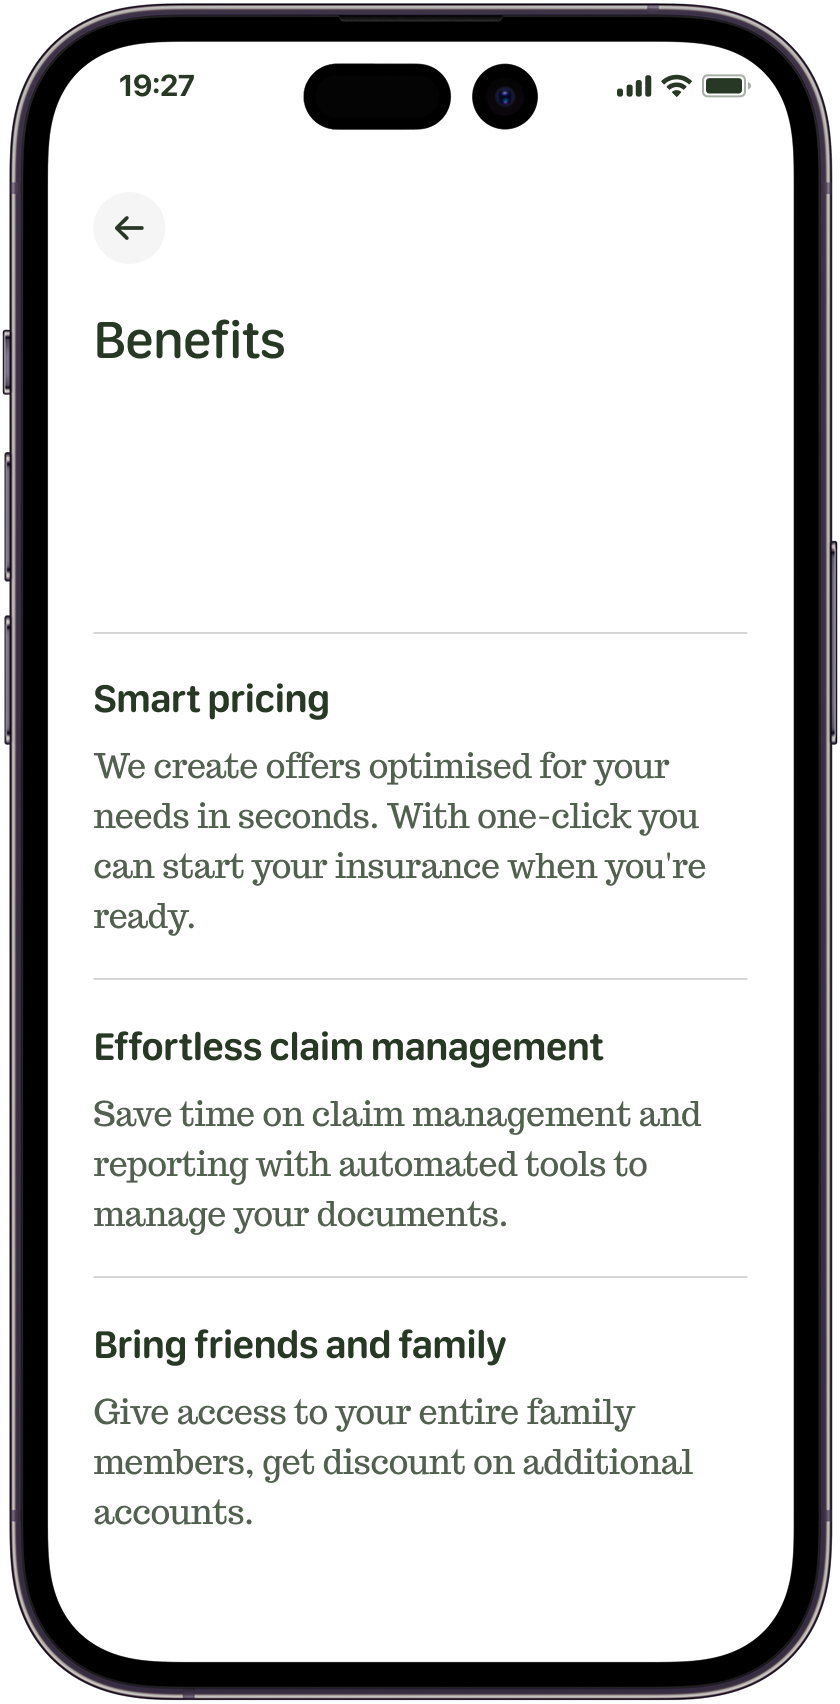 19:27
Benefits
Smart pricing
We create offers optimised for your
needs in seconds. With one-click you
can start your insurance when you're
ready.
Effortless claim management
Save time on claim management and
reporting with automated tools to
manage your documents.
Bring friends and family
Give access to your entire family
members, get discount on additional
accounts.